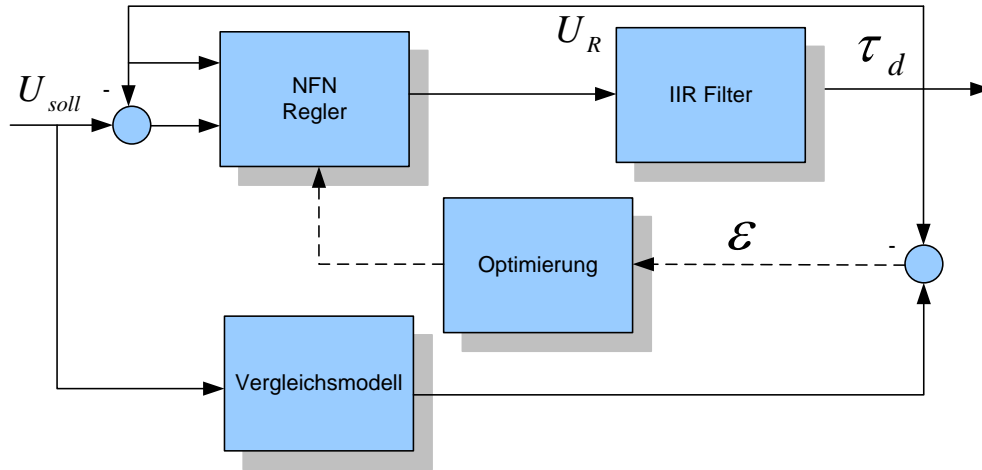 U_R
τ_d
U_soll
-
NFN
Regler
IIR Filter
Optimierung
ε
-
Vergleichsmodell